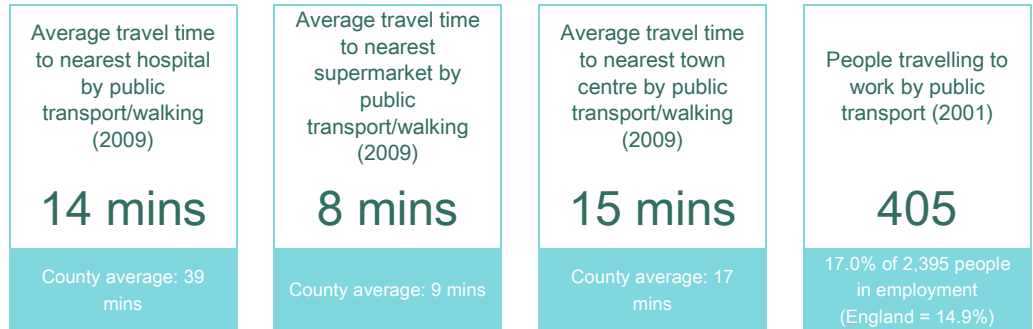 Average travel time
to nearest hospital
by public
transport/walking
(2009)
14 mins
County average: 39
mins
Average travel time
to nearest
supermarket by
public
transport/walking
(2009)
8 mins
County average: 9 mins
Average travel time
to nearest town
centre by public
transport/walking
(2009)
15 mins
County average: 17
mins
People travelling to
work by public
transport (2001)
405
17.0% of 2,395 people
in employment
(England = 14.9%)